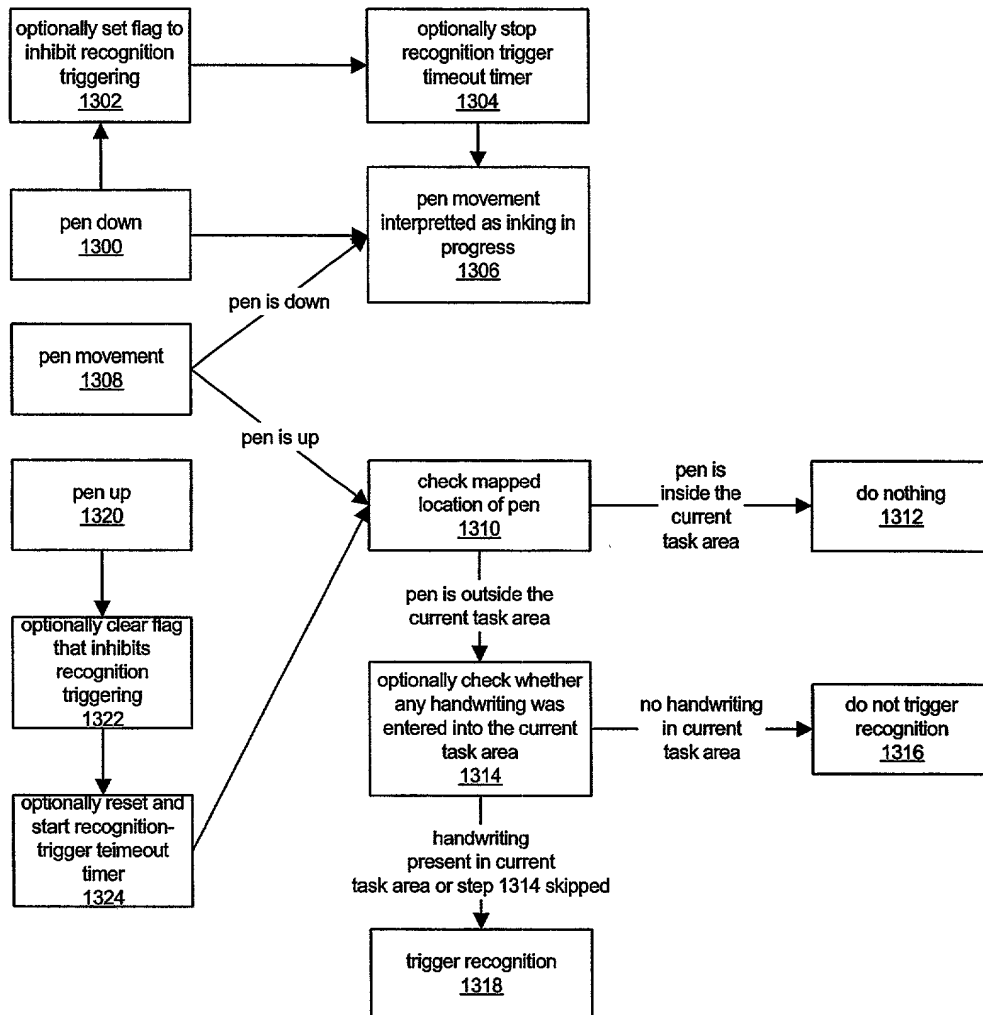 optionally set flag to
inhibit recognition
triggering
1302
optionally stop
recognition trigger
timeout timer
1304
pen down
1300
pen movement
interpretted as inking in
progress
1306
pen is down
pen movement
1308
pen is up
pen up
1320
check mapped
location of pen
1310
pen is
inside the
current
task area
do nothing
1312
pen is outside the
current task area
optionally clear flag
that inhibits
recognition
triggering
1322
optionally check whether
any handwriting was
entered into the current
task area
1314
no handwriting
in current
task area
do not trigger
recognition
1316
optionally reset and
start recognition-
trigger teimeout
timer
1324
handwriting
present in current
task area or step 1314 skipped
trigger recognition
1318